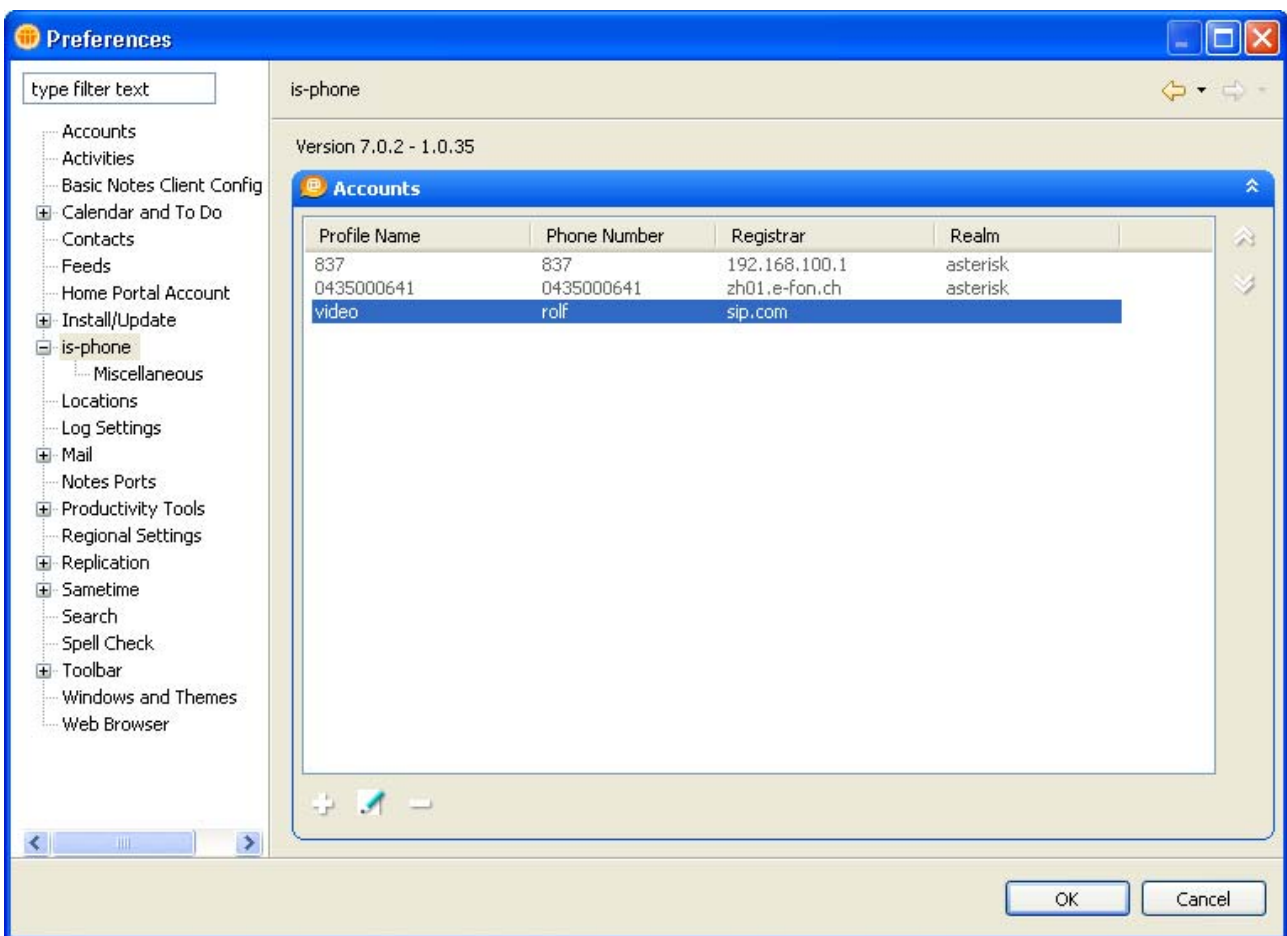 Preferences
type filter text
is-phone
Accounts
Activities
Basic Notes Client Config
Calendar and To Do
Contacts
Feeds
Home Portal Account
Install/Update
is-phone
Miscellaneous
Locations
Log Settings
Mail
Notes Ports
Productivity Tools
Regional Settings
Replication
Sametime
Search
Spell Check
Toolbar
Windows and Themes
Web Browser
Version 7.0.2 - 1.0.35
Accounts
Profile Name Phone Number Registrar Realm
837 837 192.168.100.1 asterisk
0435000641 0435000641 zh01.e-fon.ch asterisk
video rolf sip.com
OK Cancel